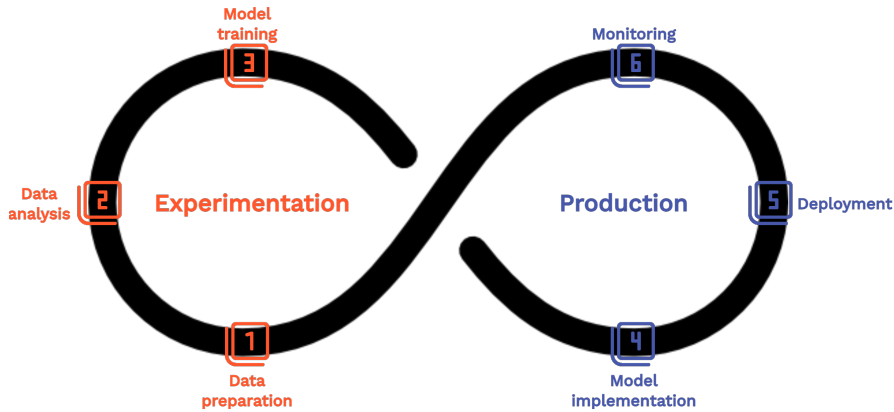 Model
training
3
Monitoring
6
Data
analysis
2
Experimentation
Production
5
Deployment
1
Data
preparation
4
Model
implementation